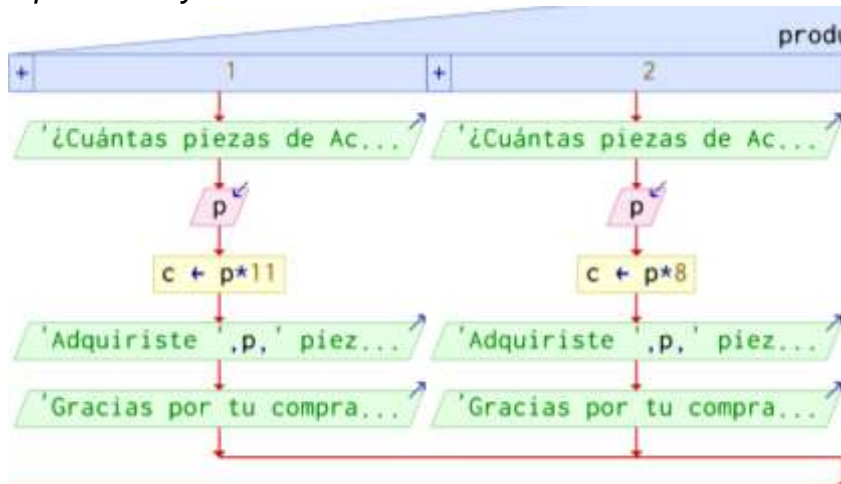 produ
+ 1 + 2
'¿Cuántas piezas de Ac... '¿Cuántas piezas de Ac...
p p
c ← p*11 c ← p*8
'Adquiriste ',p,' piez... 'Adquiriste ',p,' piez...
'Gracias por tu compra... 'Gracias por tu compra...